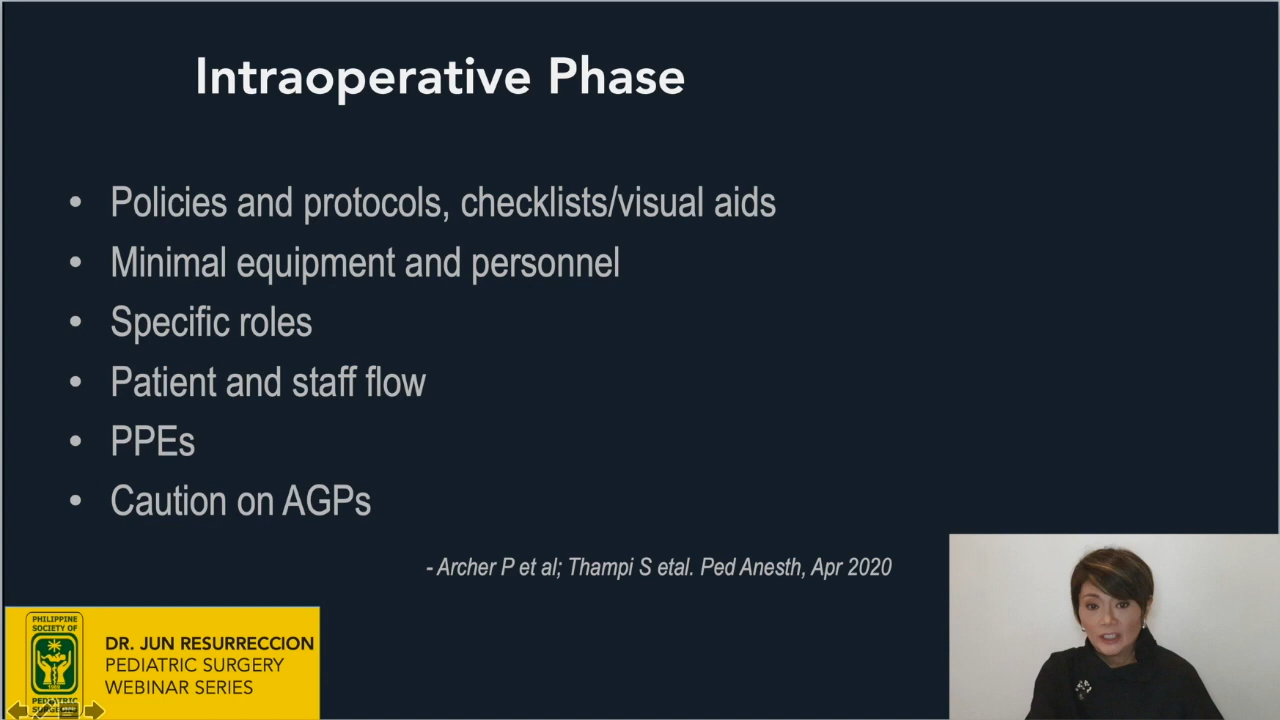 Intraoperative Phase
• Policies and protocols, checklists/visual aids
• Minimal equipment and personnel
• Specific roles
• Patient and staff flow
• PPEs
• Caution on AGPs
- Archer P et al; Thampi S etal. Ped Anesth, Apr 2020
PHILIPPINE
SOCIETY OF
PEDIATRIC
SURGEONS
DR. JUN RESURRECCION
PEDIATRIC SURGERY
WEBINAR SERIES